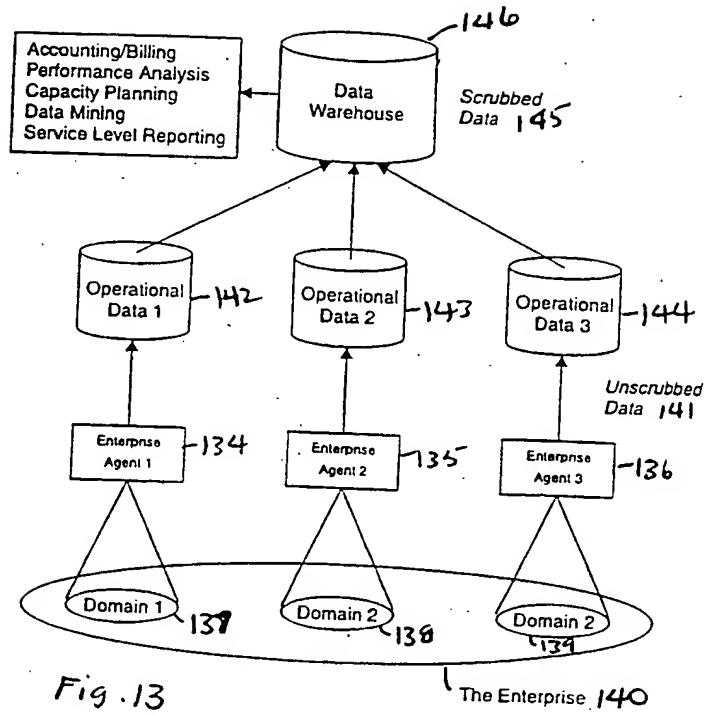 146
Accounting/Billing
Performance Analysis
Capacity Planning
Data Mining
Service Level Reporting
Data
Warehouse
Scrubbed
Data 145
Operational
Data 1
142
Operational
Data 2
143
Operational
Data 3
144
Unscrubbed
Data 141
Enterprise
Agent 1
134
Enterprise
Agent 2
135
Enterprise
Agent 3
136
Domain 1
137
Domain 2
138
Domain 2
139
Fig. 13
The Enterprise 140